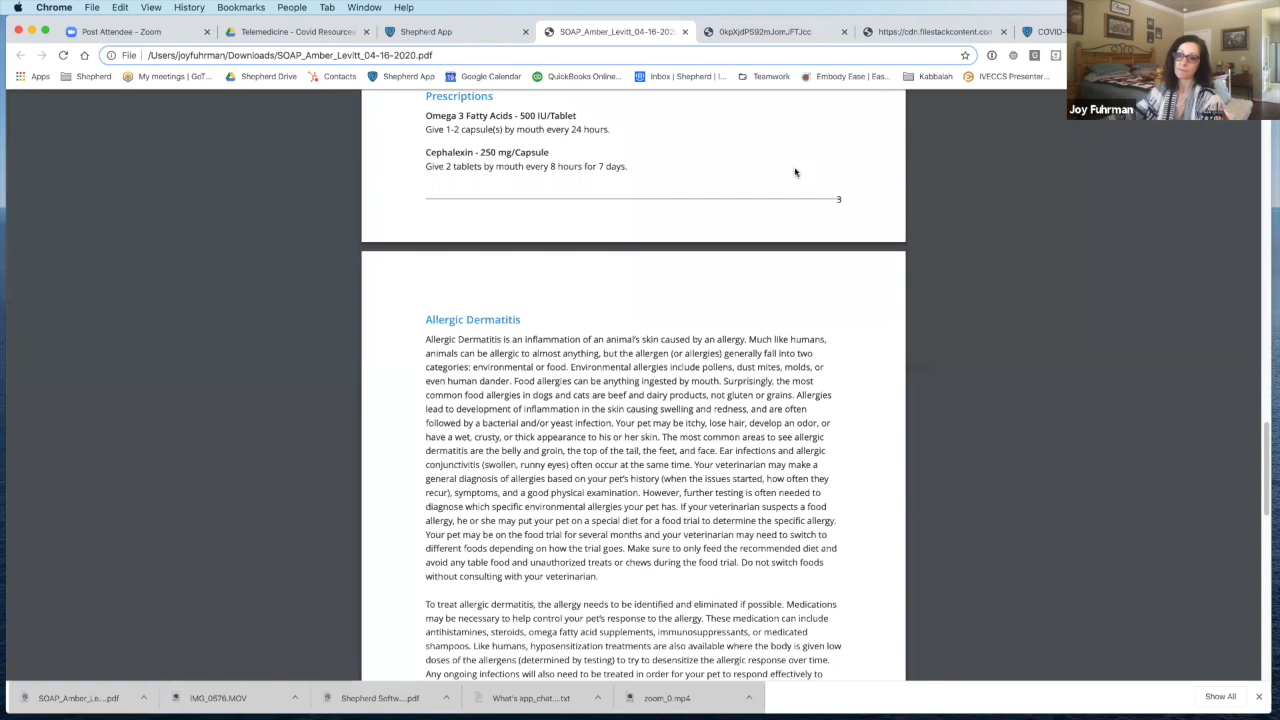 Chrome File Edit View History Bookmarks People Tab Window Help
Post Attendee - Zoom
Telemedicine - Covid Resource
Shepherd App
SOAP_Amber_Levitt_04-16-202
0kpXjdPS92mJomJFTJcc
https://cdn.filestackcontent.con
COVID-
File /Users/joyfuhrman/Downloads/SOAP_Amber_Levitt_04-16-2020.pdf
Apps Shepherd My meetings | GoT... Shepherd Drive Contacts Shepherd App Google Calendar QuickBooks Online... Inbox | Shepherd | I... Teamwork Embody Ease | Eas... Kabbalah IVECCS Presenter...
Joy Fuhrman
Prescriptions
Omega 3 Fatty Acids - 500 IU/Tablet
Give 1-2 capsule(s) by mouth every 24 hours.
Cephalexin - 250 mg/Capsule
Give 2 tablets by mouth every 8 hours for 7 days.
3
Allergic Dermatitis
Allergic Dermatitis is an inflammation of an animal's skin caused by an allergy. Much like humans,
animals can be allergic to almost anything, but the allergen (or allergies) generally fall into two
categories: environmental or food. Environmental allergies include pollens, dust mites, molds, or
even human dander. Food allergies can be anything ingested by mouth. Surprisingly, the most
common food allergies in dogs and cats are beef and dairy products, not gluten or grains. Allergies
lead to development of inflammation in the skin causing swelling and redness, and are often
followed by a bacterial and/or yeast infection. Your pet may be itchy, lose hair, develop an odor, or
have a wet, crusty, or thick appearance to his or her skin. The most common areas to see allergic
dermatitis are the belly and groin, the top of the tail, the feet, and face. Ear infections and allergic
conjunctivitis (swollen, runny eyes) often occur at the same time. Your veterinarian may make a
general diagnosis of allergies based on your pet's history (when the issues started, how often they
recur), symptoms, and a good physical examination. However, further testing is often needed to
diagnose which specific environmental allergies your pet has. If your veterinarian suspects a food
allergy, he or she may put your pet on a special diet for a food trial to determine the specific allergy.
Your pet may be on the food trial for several months and your veterinarian may need to switch to
different foods depending on how the trial goes. Make sure to only feed the recommended diet and
avoid any table food and unauthorized treats or chews during the food trial. Do not switch foods
without consulting with your veterinarian.
To treat allergic dermatitis, the allergy needs to be identified and eliminated if possible. Medications
may be necessary to help control your pet's response to the allergy. These medication can include
antihistamines, steroids, omega fatty acid supplements, immunosuppressants, or medicated
shampoos. Like humans, hyposensitization treatments are also available where the body is given low
doses of the allergens (determined by testing) to try to desensitize the allergic response over time.
Any ongoing infections will also need to be treated in order for your pet to respond effectively to
SOAP_Amber_Le....pdf
IMG_0576.MOV
Shepherd Softw....pdf
What's app_chat....txt
zoom_0.mp4
Show All